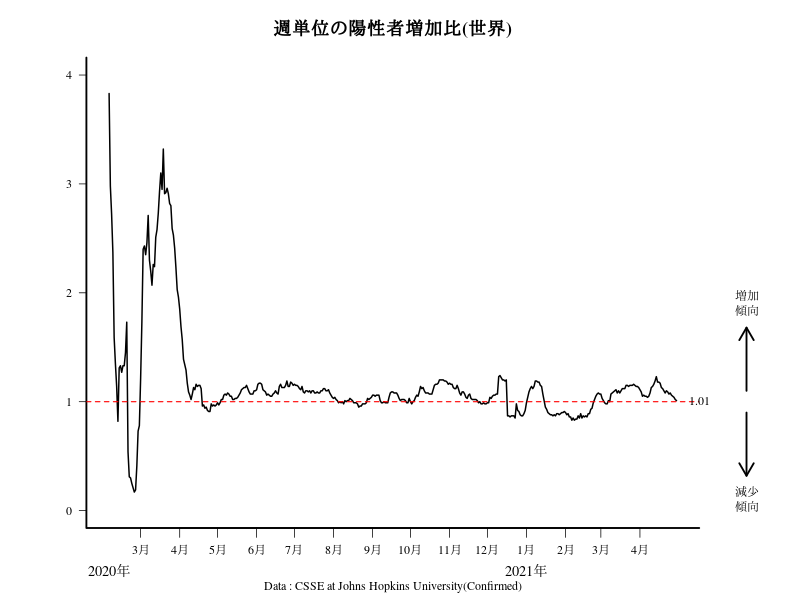 週単位の陽性者増加比(世界)
4
3
2
1
0
1.01
増加
傾向
減少
傾向
3月 4月 5月 6月 7月 8月 9月 10月 11月 12月 1月 2月 3月 4月
2020年 2021年
Data : CSSE at Johns Hopkins University(Confirmed)